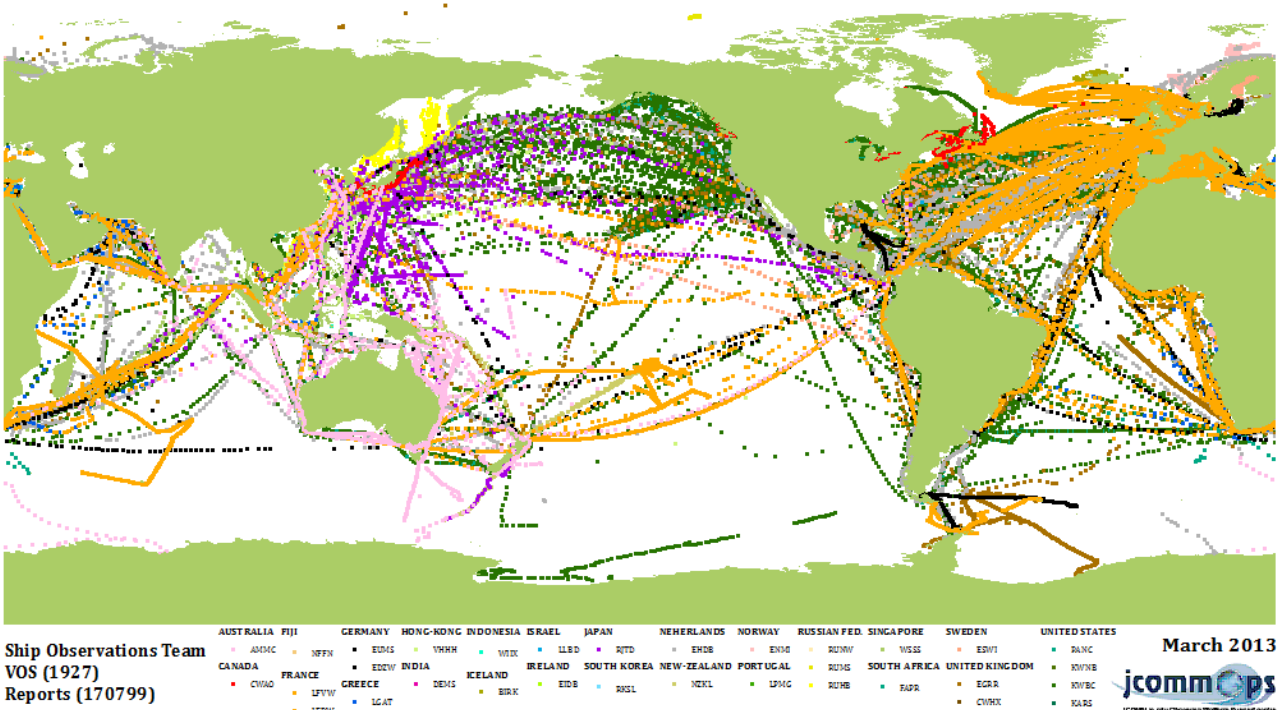 Ship Observations Team
VOS (1927)
Reports (170799)
AUSTRALIA FIJI GERMANY HONG-KONG INDONESIA ISRAEL JAPAN NEHERLANDS NORWAY RUSSIAN FED. SINGAPORE SWEDEN UNITED STATES
AMMC NFFN EUMS VHHH WIIX LLBD RJTD EHDB ENMI RUNW WSSS ESWI PANC
CANADA FRANCE EDZW INDIA ICELAND IRELAND SOUTH KOREA NEW-ZEALAND PORTUGAL RUMS SOUTH AFRICA UNITED KINGDOM KWNB
CWAO LFVW GREECE DEMS BIRK EIDB RKSL NZKL LPMG RUHB FAPR EGRR KWBC
LGAT CWHX KARS
March 2013
jcommops